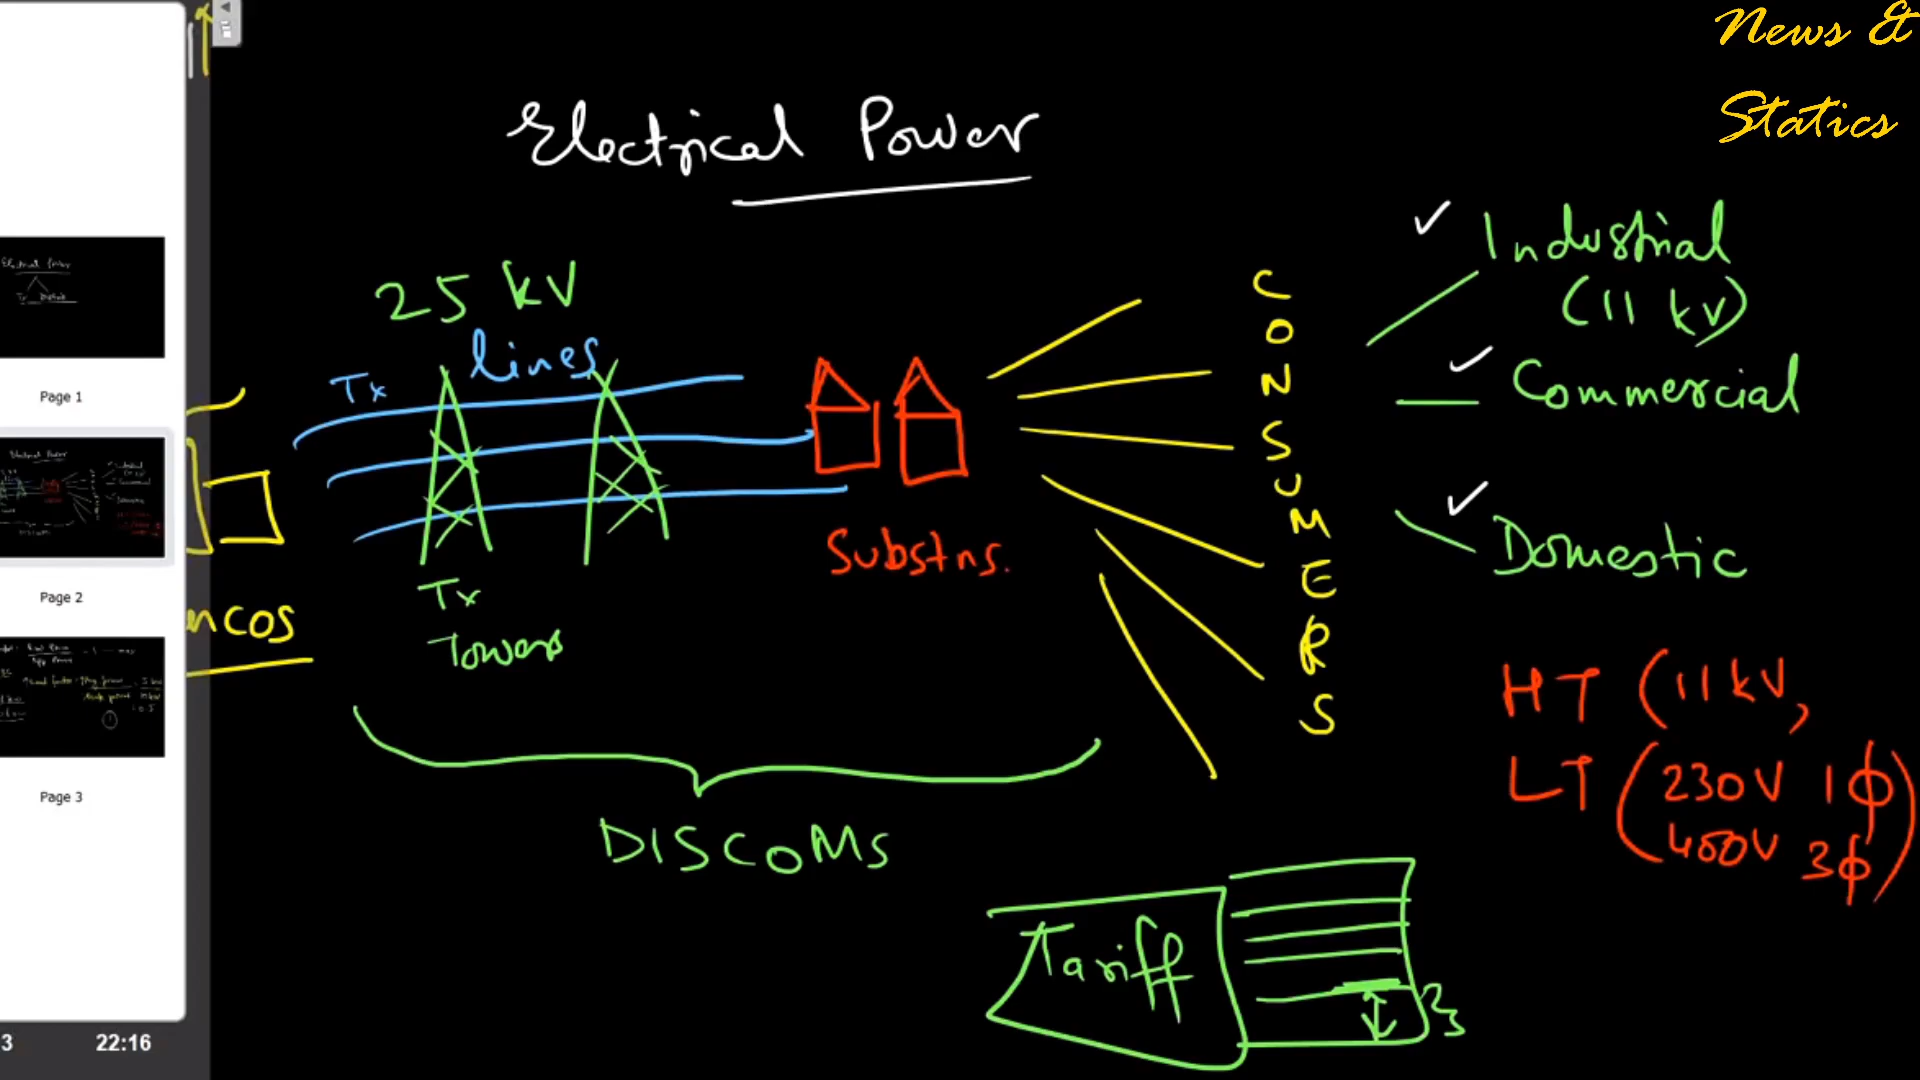 News &
Statics
Electrical Power
25 kV
Tx lines
Tx
Towers
Substns.
CONSUMERS
Industrial
(11 kV)
Commercial
Domestic
HT (11 kV,
LT (230V 1ϕ
400V 3ϕ)
DISCOMs
Tariff
ncos
Page 1
Page 2
Page 3
3 22:16